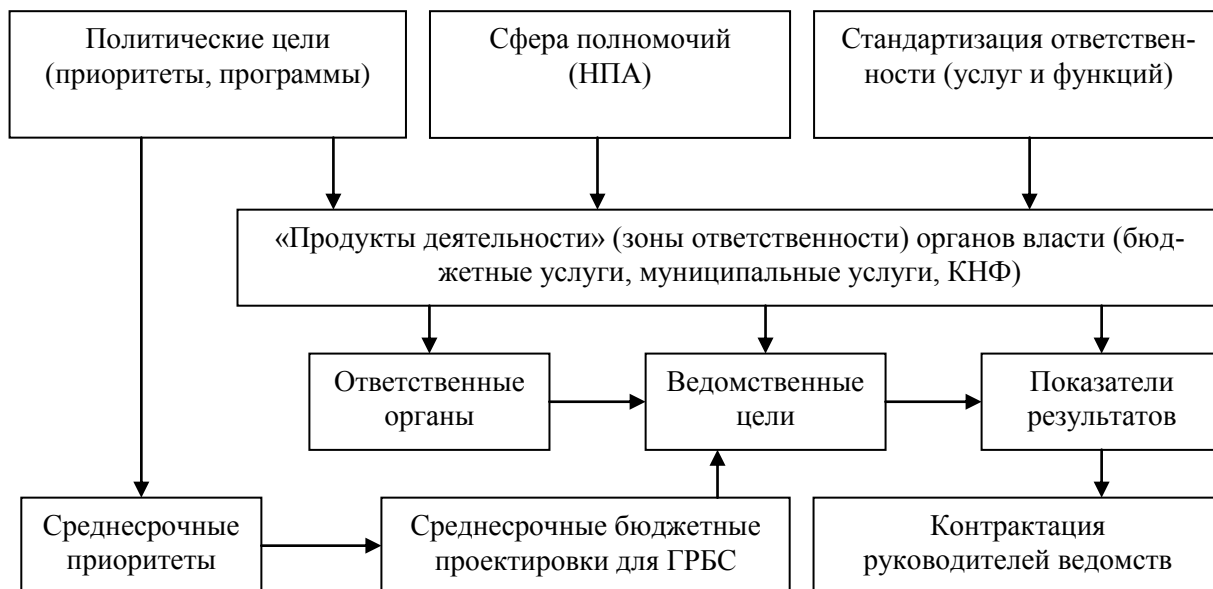 Политические цели
(приоритеты, программы)
Сфера полномочий
(НПА)
Стандартизация ответствен-
ности (услуг и функций)
«Продукты деятельности» (зоны ответственности) органов власти (бюд-
жетные услуги, муниципальные услуги, КНФ)
Ответственные
органы
Ведомственные
цели
Показатели
результатов
Среднесрочные
приоритеты
Среднесрочные бюджетные
проектировки для ГРБС
Контрактация
руководителей ведомств